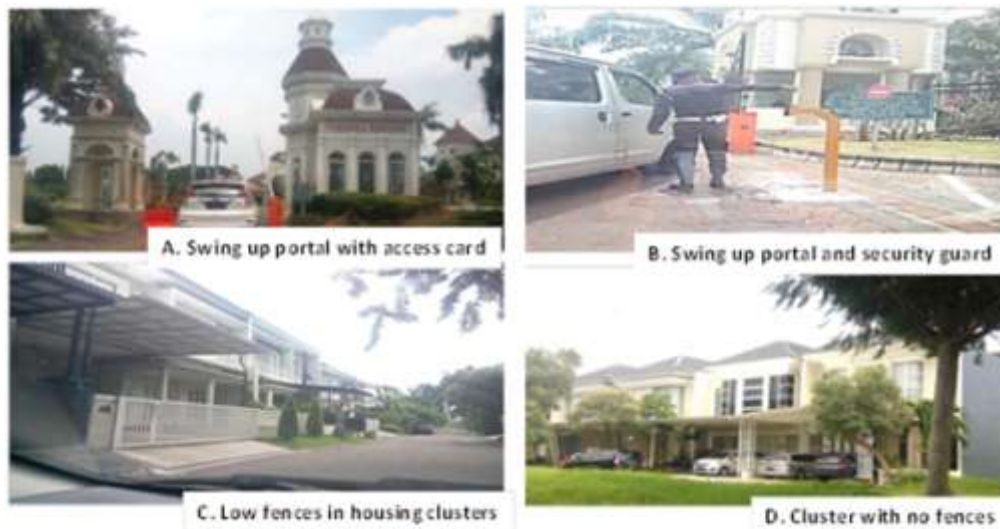 A. Swing up portal with access card
B. Swing up portal and security guard
C. Low fences in housing clusters
D. Cluster with no fences